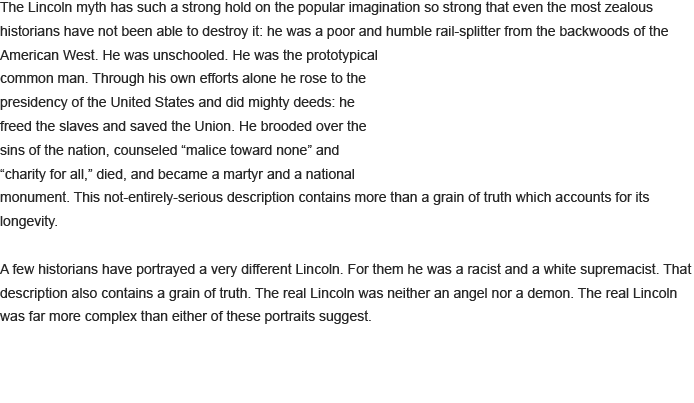 The Lincoln myth has such a strong hold on the popular imagination so strong that even the most zealous
historians have not been able to destroy it: he was a poor and humble rail-splitter from the backwoods of the
American West. He was unschooled. He was the prototypical
common man. Through his own efforts alone he rose to the
presidency of the United States and did mighty deeds: he
freed the slaves and saved the Union. He brooded over the
sins of the nation, counseled “malice toward none” and
“charity for all,” died, and became a martyr and a national
monument. This not-entirely-serious description contains more than a grain of truth which accounts for its
longevity.
A few historians have portrayed a very different Lincoln. For them he was a racist and a white supremacist. That
description also contains a grain of truth. The real Lincoln was neither an angel nor a demon. The real Lincoln
was far more complex than either of these portraits suggest.